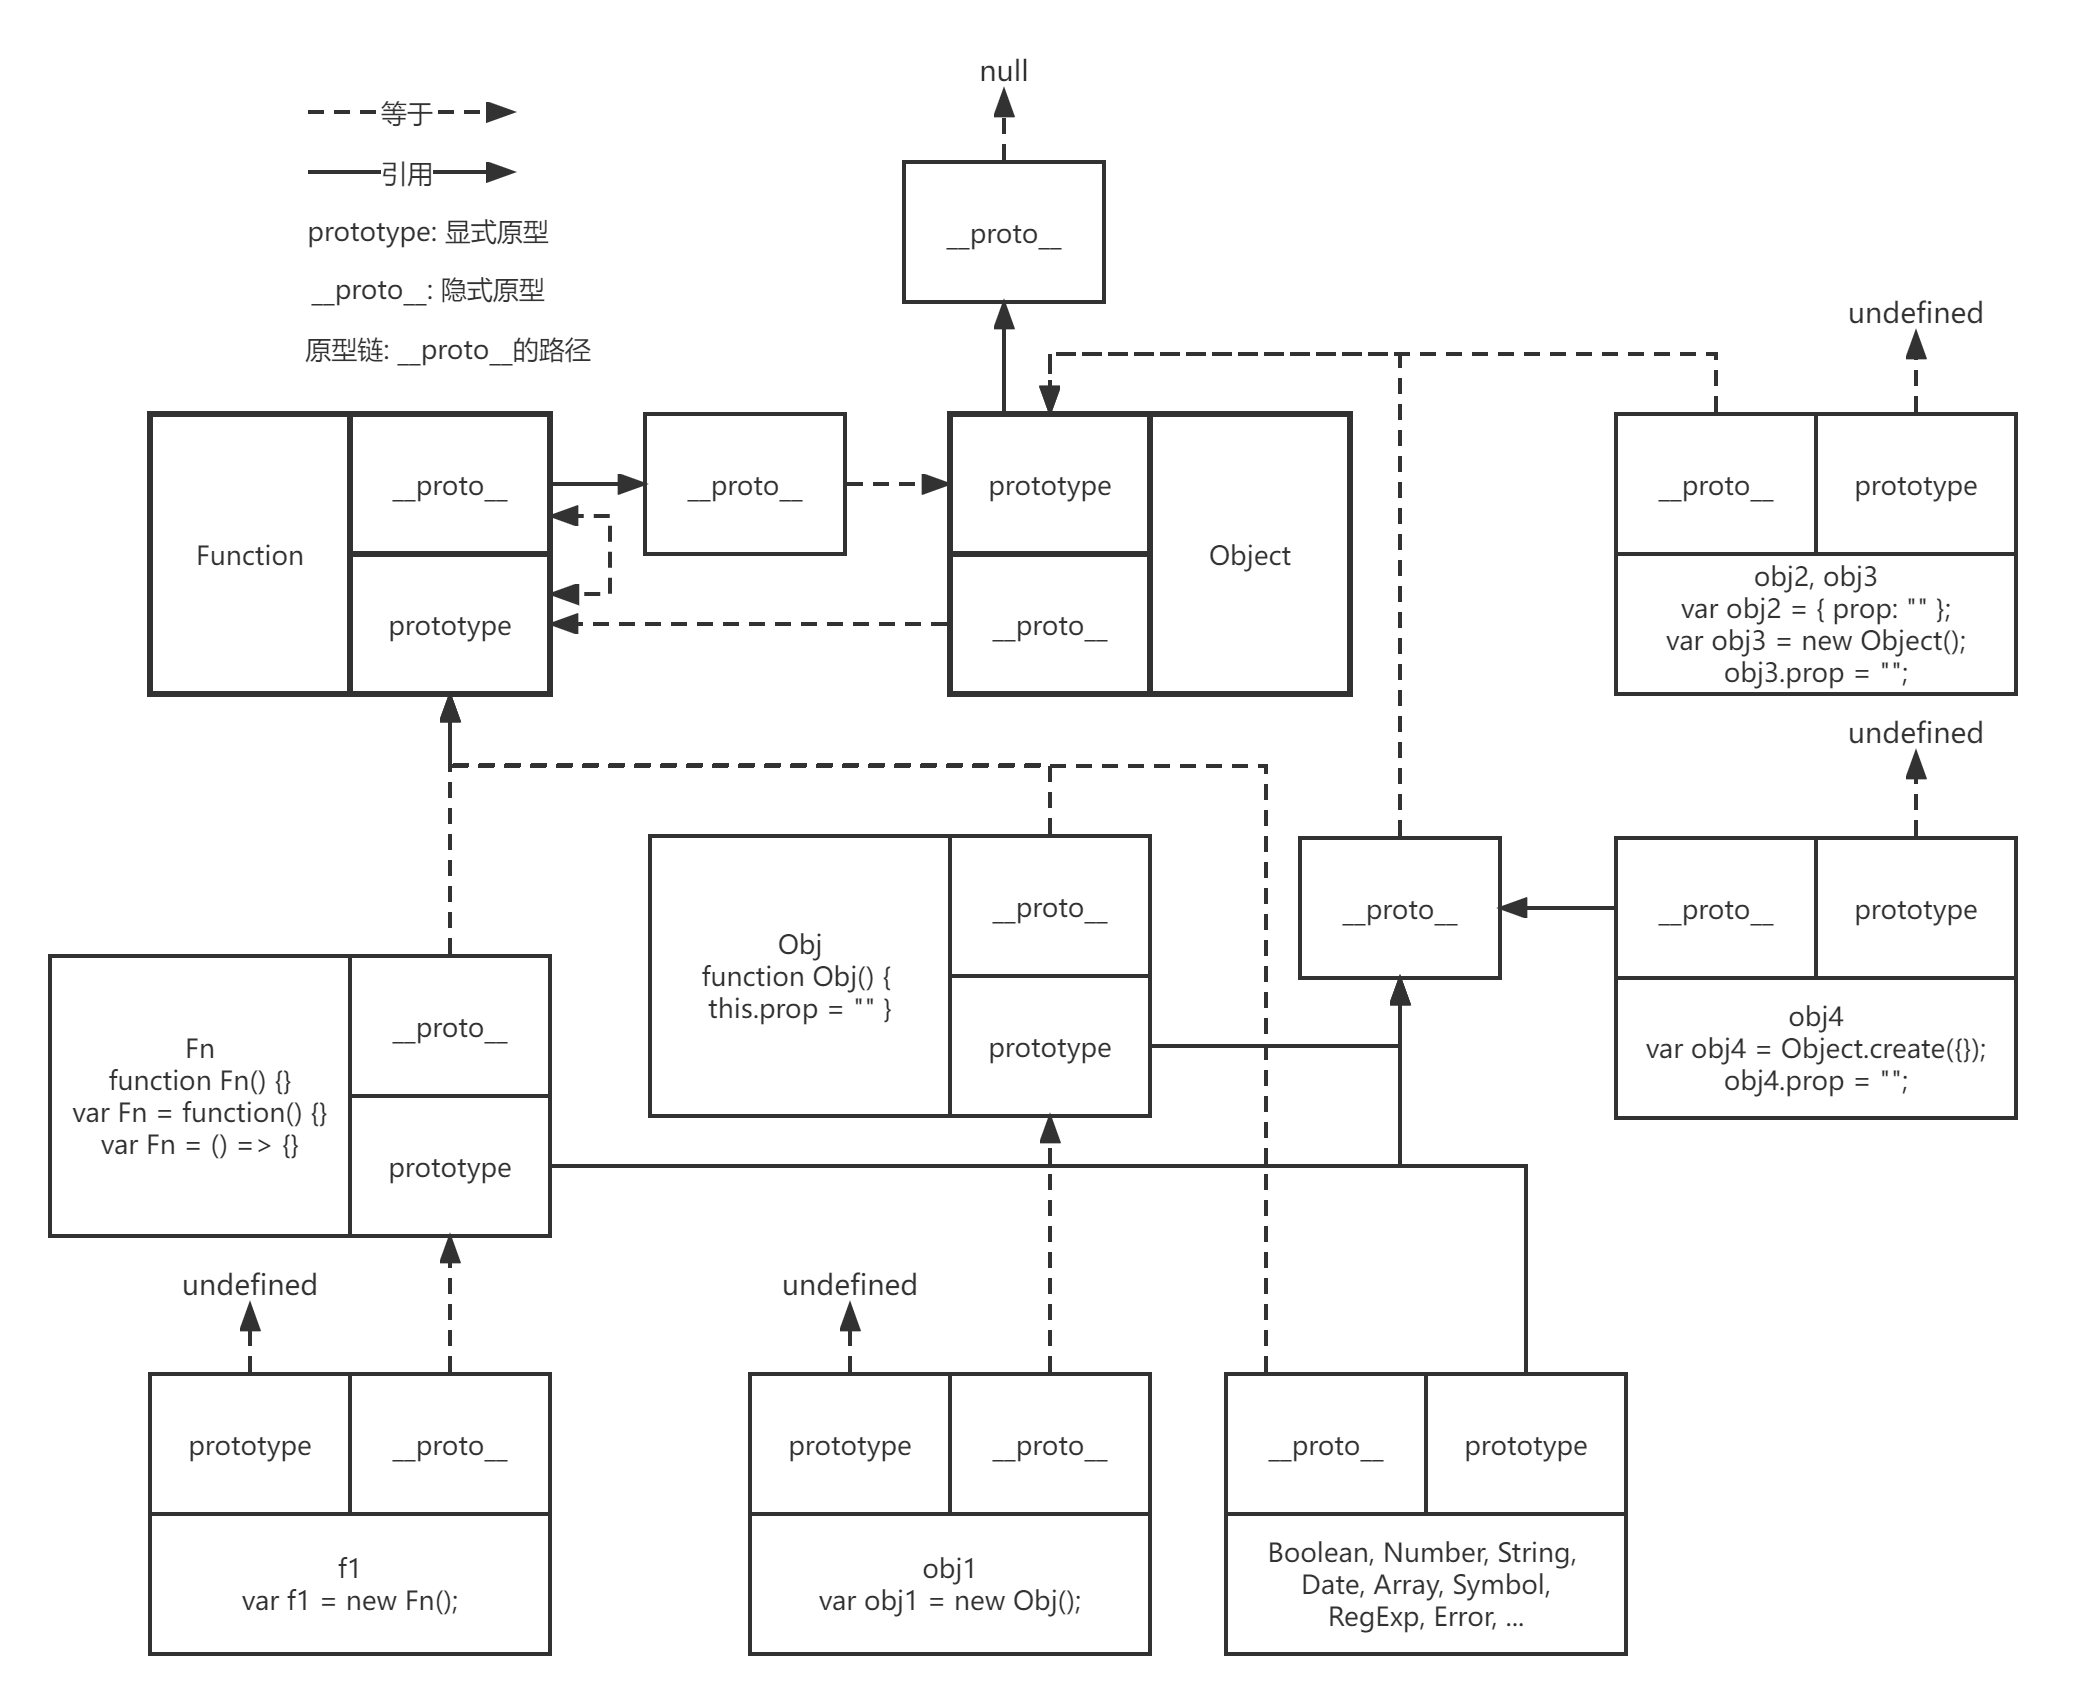 null
等于
引用
prototype: 显式原型
__proto__: 隐式原型
原型链: __proto__的路径
__proto__
undefined
Function
__proto__
prototype
__proto__
prototype
__proto__
Object
__proto__
prototype
obj2, obj3
var obj2 = { prop: "" };
var obj3 = new Object();
obj3.prop = "";
undefined
Obj
function Obj() {
this.prop = "" }
__proto__
prototype
__proto__
__proto__
prototype
obj4
var obj4 = Object.create({});
obj4.prop = "";
Fn
function Fn() {}
var Fn = function() {}
var Fn = () => {}
__proto__
prototype
undefined
prototype
__proto__
f1
var f1 = new Fn();
undefined
prototype
__proto__
obj1
var obj1 = new Obj();
__proto__
prototype
Boolean, Number, String,
Date, Array, Symbol,
RegExp, Error, ...